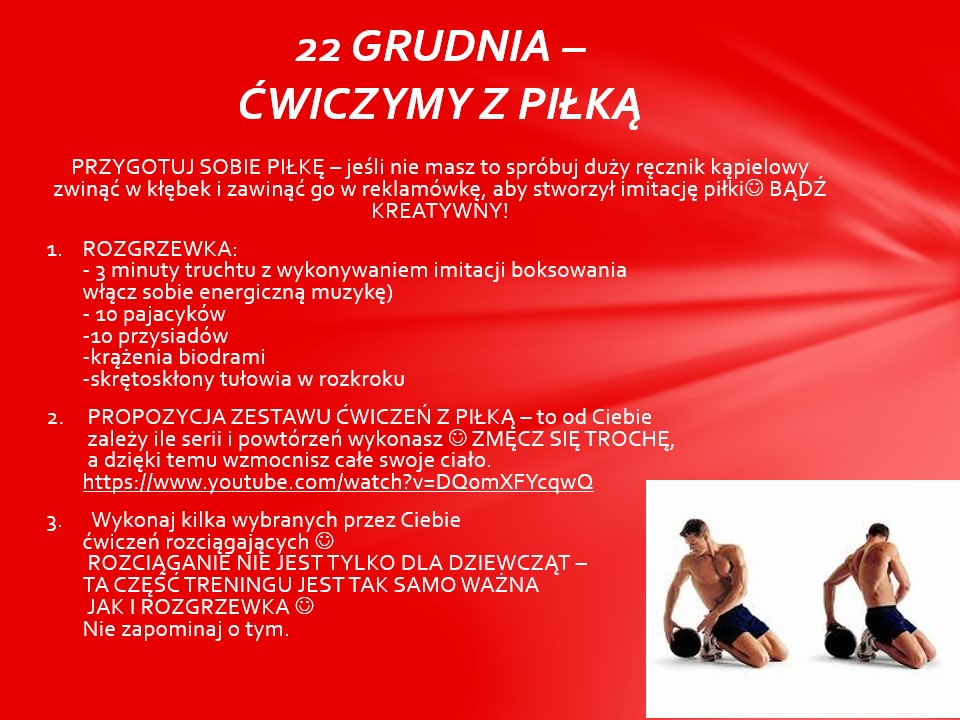 22 GRUDNIA –
ĆWICZYMY Z PIŁKĄ
PRZYGOTUJ SOBIE PIŁKĘ – jeśli nie masz to spróbuj duży ręcznik kąpielowy
zwinąć w kłębek i zawinąć go w reklamówkę, aby stworzył imitację piłki☺ BĄDŹ
KREATYWNY!
1. ROZGRZEWKA:
- 3 minuty truchtu z wykonywaniem imitacji boksowania
włącz sobie energiczną muzykę)
- 10 pajacyków
-10 przysiadów
-krążenia biodrami
-skrętoskłony tułowia w rozkroku
2. PROPOZYCJA ZESTAWU ĆWICZEŃ Z PIŁKĄ – to od Ciebie
zależy ile serii i powtórzeń wykonasz ☺ ZMĘCZ SIĘ TROCHĘ,
a dzięki temu wzmocnisz całe swoje ciało.
https://www.youtube.com/watch?v=DQ0mXFYcqwQ
3. Wykonaj kilka wybranych przez Ciebie
ćwiczeń rozciągających ☺
ROZCIĄGANIE NIE JEST TYLKO DLA DZIEWCZĄT –
TA CZĘŚĆ TRENINGU JEST TAK SAMO WAŻNA
JAK I ROZGRZEWKA ☺
Nie zapominaj o tym.